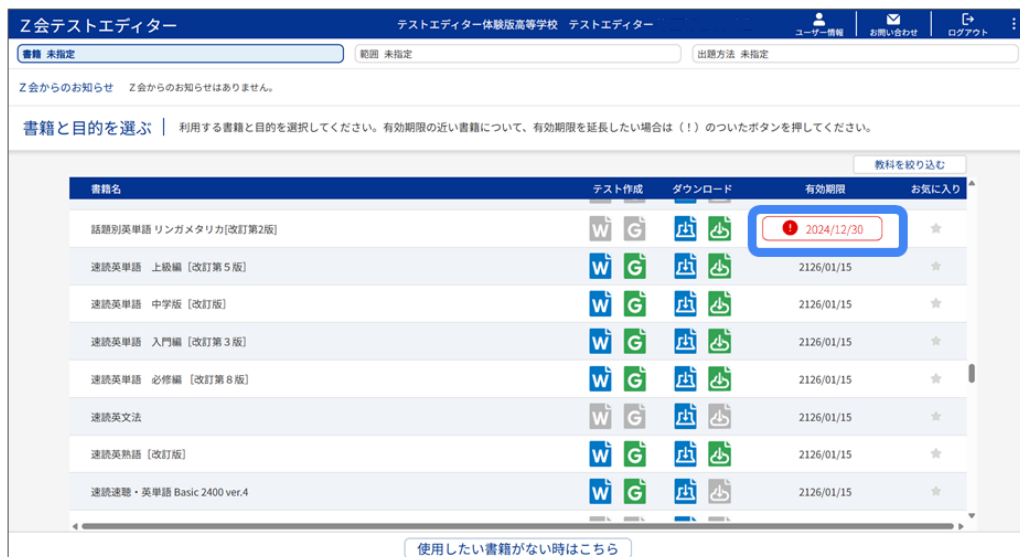 Z会テストエディター
テストエディター体験版高等学校 テストエディター
ユーザー情報
お問い合わせ
ログアウト
書籍 未指定
範囲 未指定
出題方法 未指定
Z会からのお知らせ Z会からのお知らせはありません。
書籍と目的を選ぶ 利用する書籍と目的を選択してください。有効期限の近い書籍について、有効期限を延長したい場合は（！）のついたボタンを押してください。
教科を絞り込む
書籍名 テスト作成 ダウンロード 有効期限 お気に入り
話題別英単語 リンガメタリカ[改訂第2版] W G ! 2024/12/30
速読英単語 上級編［改訂第５版］ W G 2126/01/15
速読英単語 中学版［改訂版］ W G 2126/01/15
速読英単語 入門編［改訂第３版］ W G 2126/01/15
速読英単語 必修編 ［改訂第８版］ W G 2126/01/15
速読英文法 W G 2126/01/15
速読英熟語［改訂版］ W G 2126/01/15
速読速聴・英単語 Basic 2400 ver.4 W G 2126/01/15
使用したい書籍がない時はこちら